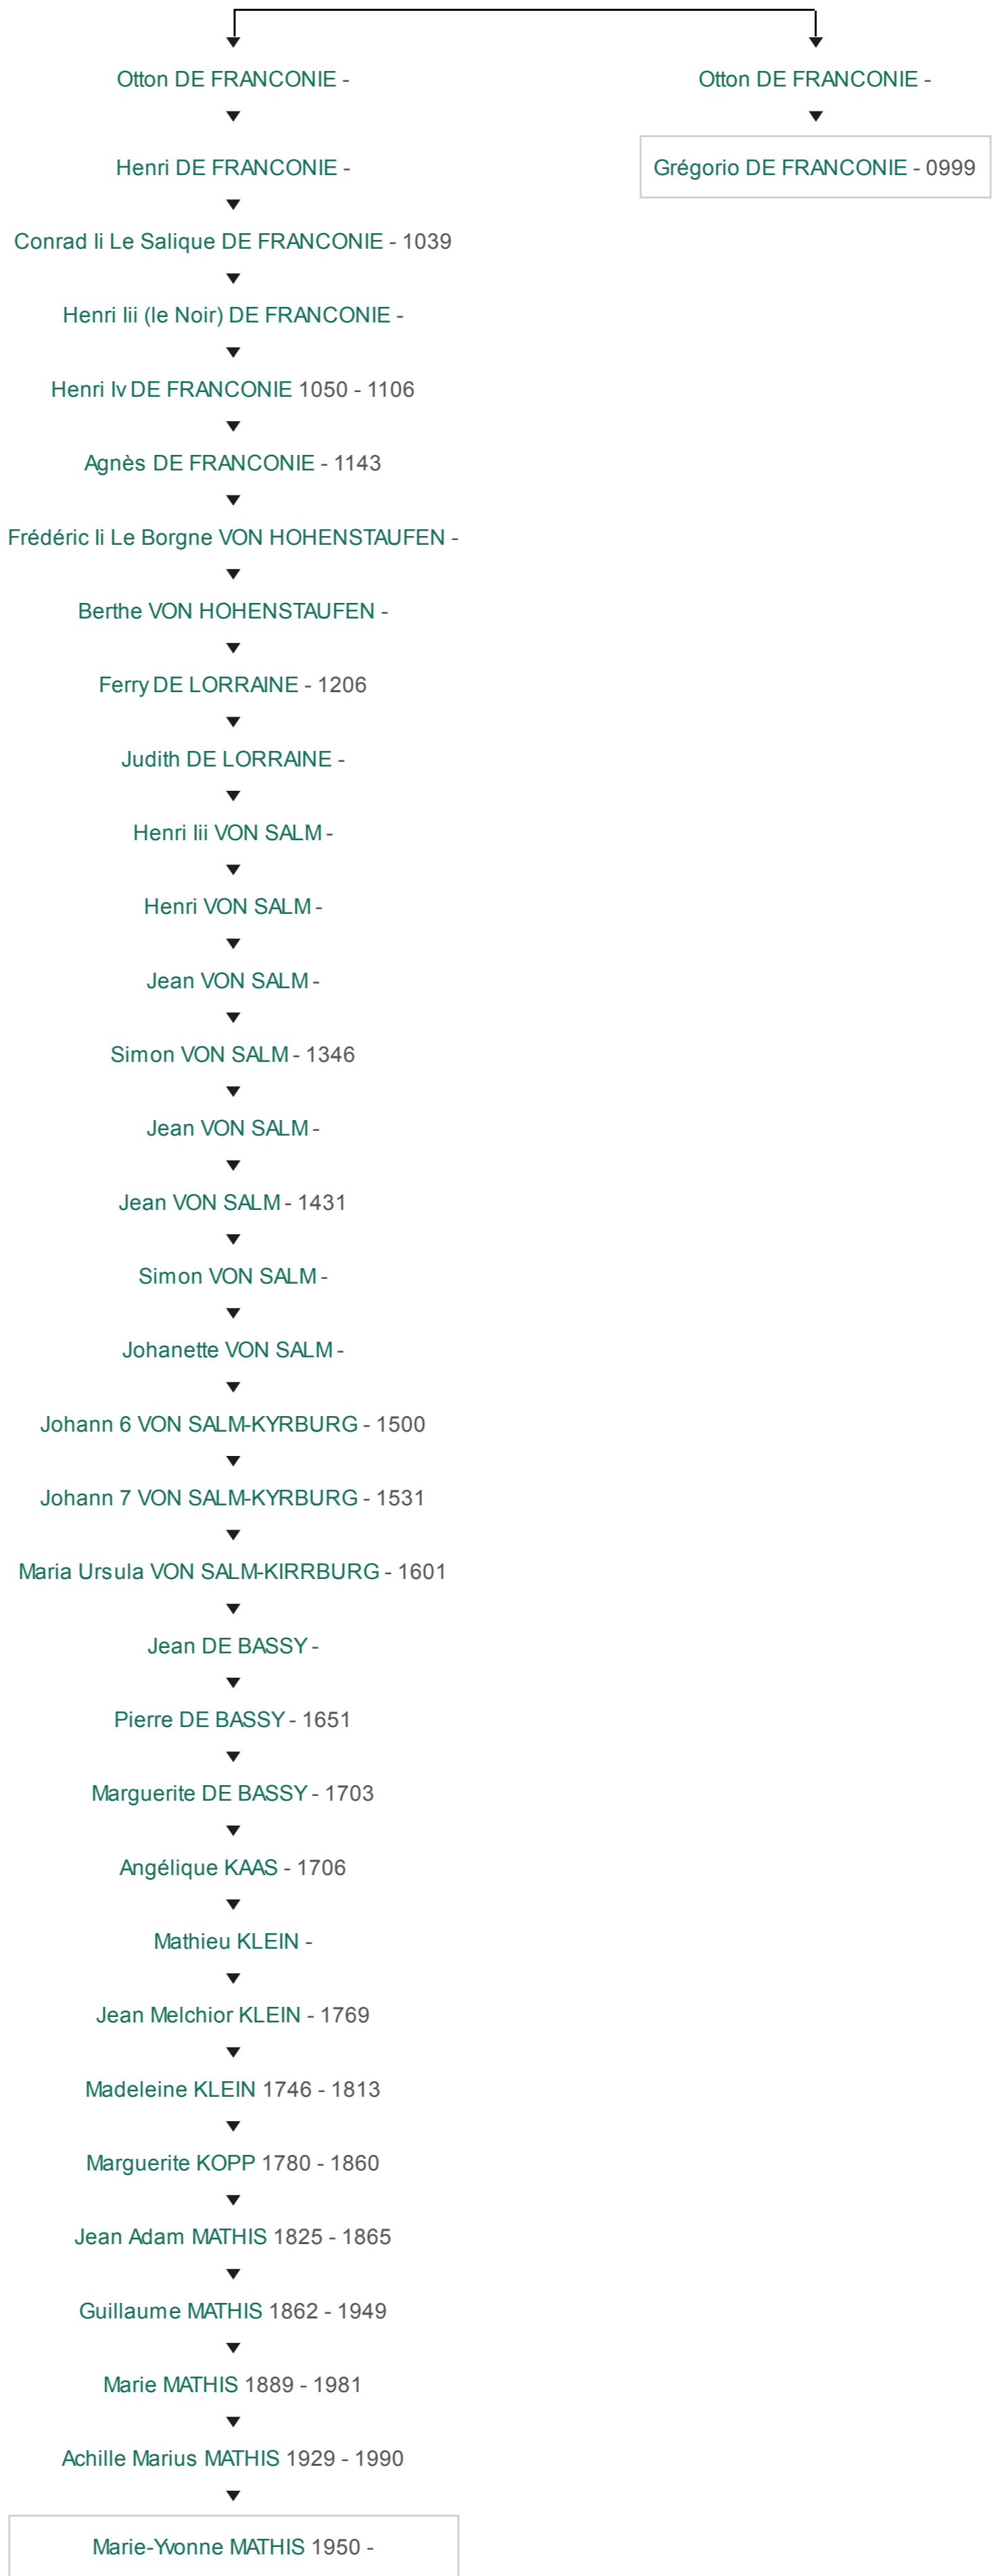 Otton DE FRANCONIE -
Otton DE FRANCONIE -
Henri DE FRANCONIE -
Grégorio DE FRANCONIE - 0999
Conrad Ii Le Salique DE FRANCONIE - 1039
Henri Iii (le Noir) DE FRANCONIE -
Henri Iv DE FRANCONIE 1050 - 1106
Agnès DE FRANCONIE - 1143
Frédéric Ii Le Borgne VON HOHENSTAUFEN -
Berthe VON HOHENSTAUFEN -
Ferry DE LORRAINE - 1206
Judith DE LORRAINE -
Henri Iii VON SALM -
Henri VON SALM -
Jean VON SALM -
Simon VON SALM - 1346
Jean VON SALM -
Jean VON SALM - 1431
Simon VON SALM -
Johanette VON SALM -
Johann 6 VON SALM-KYRBURG - 1500
Johann 7 VON SALM-KYRBURG - 1531
Maria Ursula VON SALM-KIRRBURG - 1601
Jean DE BASSY -
Pierre DE BASSY - 1651
Marguerite DE BASSY - 1703
Angélique KAAS - 1706
Mathieu KLEIN -
Jean Melchior KLEIN - 1769
Madeleine KLEIN 1746 - 1813
Marguerite KOPP 1780 - 1860
Jean Adam MATHIS 1825 - 1865
Guillaume MATHIS 1862 - 1949
Marie MATHIS 1889 - 1981
Achille Marius MATHIS 1929 - 1990
Marie-Yvonne MATHIS 1950 -